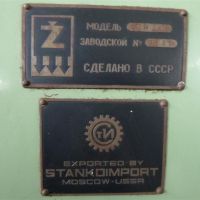 Ž
МОДЕЛЬ
ЗАВОДСКОЙ №
СДЕЛАНО В СССР
EXPORTED BY
STANKOIMPORT
MOSCOW-USSR